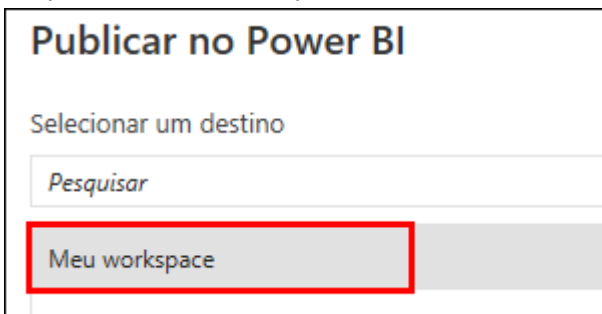 Publicar no Power BI
Selecionar um destino
Pesquisar
Meu workspace